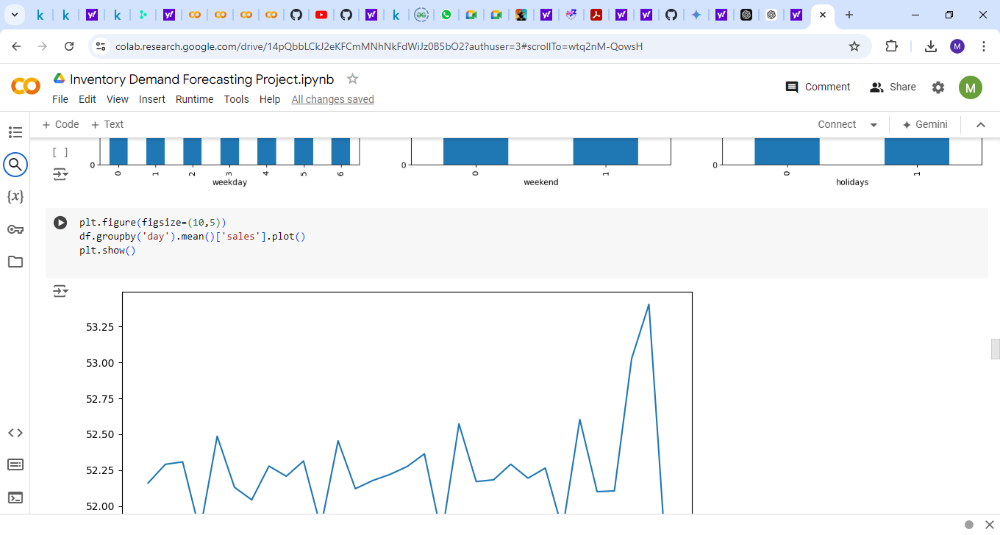 colab.research.google.com/drive/14pQbbLCkJ2eKFCmMNhNkFdWiJz0B5bO2?authuser=3#scrollTo=wtq2nM-QowsH
M
Inventory Demand Forecasting Project.ipynb
File Edit View Insert Runtime Tools Help All changes saved
Comment
Share
M
+ Code + Text
Connect
Gemini
[ ]
0
0
0
0 1 2 3 4 5 6
0 1
0 1
weekday
weekend
holidays
{x}
plt.figure(figsize=(10,5))
df.groupby('day').mean()['sales'].plot()
plt.show()
53.25
53.00
52.75
52.50
52.25
52.00